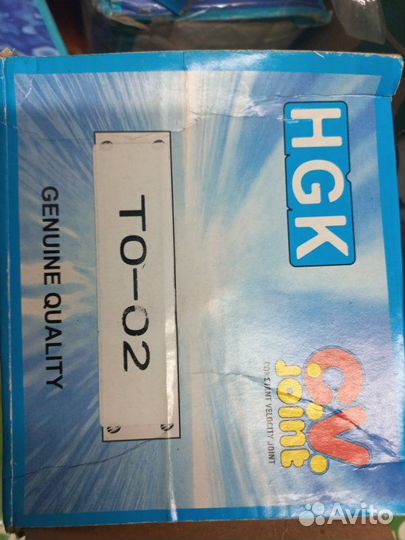 HGK
CV
Joint
CONSTANT VELOCITY JOINT
TO-02
GENUINE QUALITY
Avito